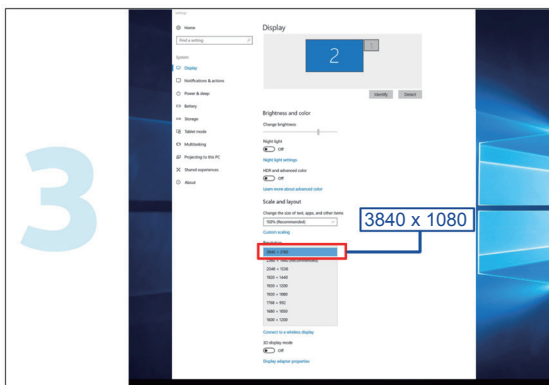 Settings
Home
Find a setting
System
Display
Notifications & actions
Power & sleep
Battery
Storage
Tablet mode
Multitasking
Projecting to this PC
Shared experiences
About
Display
2
1
Identify
Detect
Brightness and color
Change brightness
Night light
Off
Night light settings
HDR and advanced color
Off
Learn more about advanced color
Scale and layout
Change the size of text, apps, and other items
100% (Recommended)
Custom scaling
Resolution
2048 × 1536
1920 × 1440
1920 × 1200
1920 × 1080
1680 × 1050
1600 × 1200
Connect to a wireless display
3D display mode
Off
Display adapter properties
3840 x 1080
3